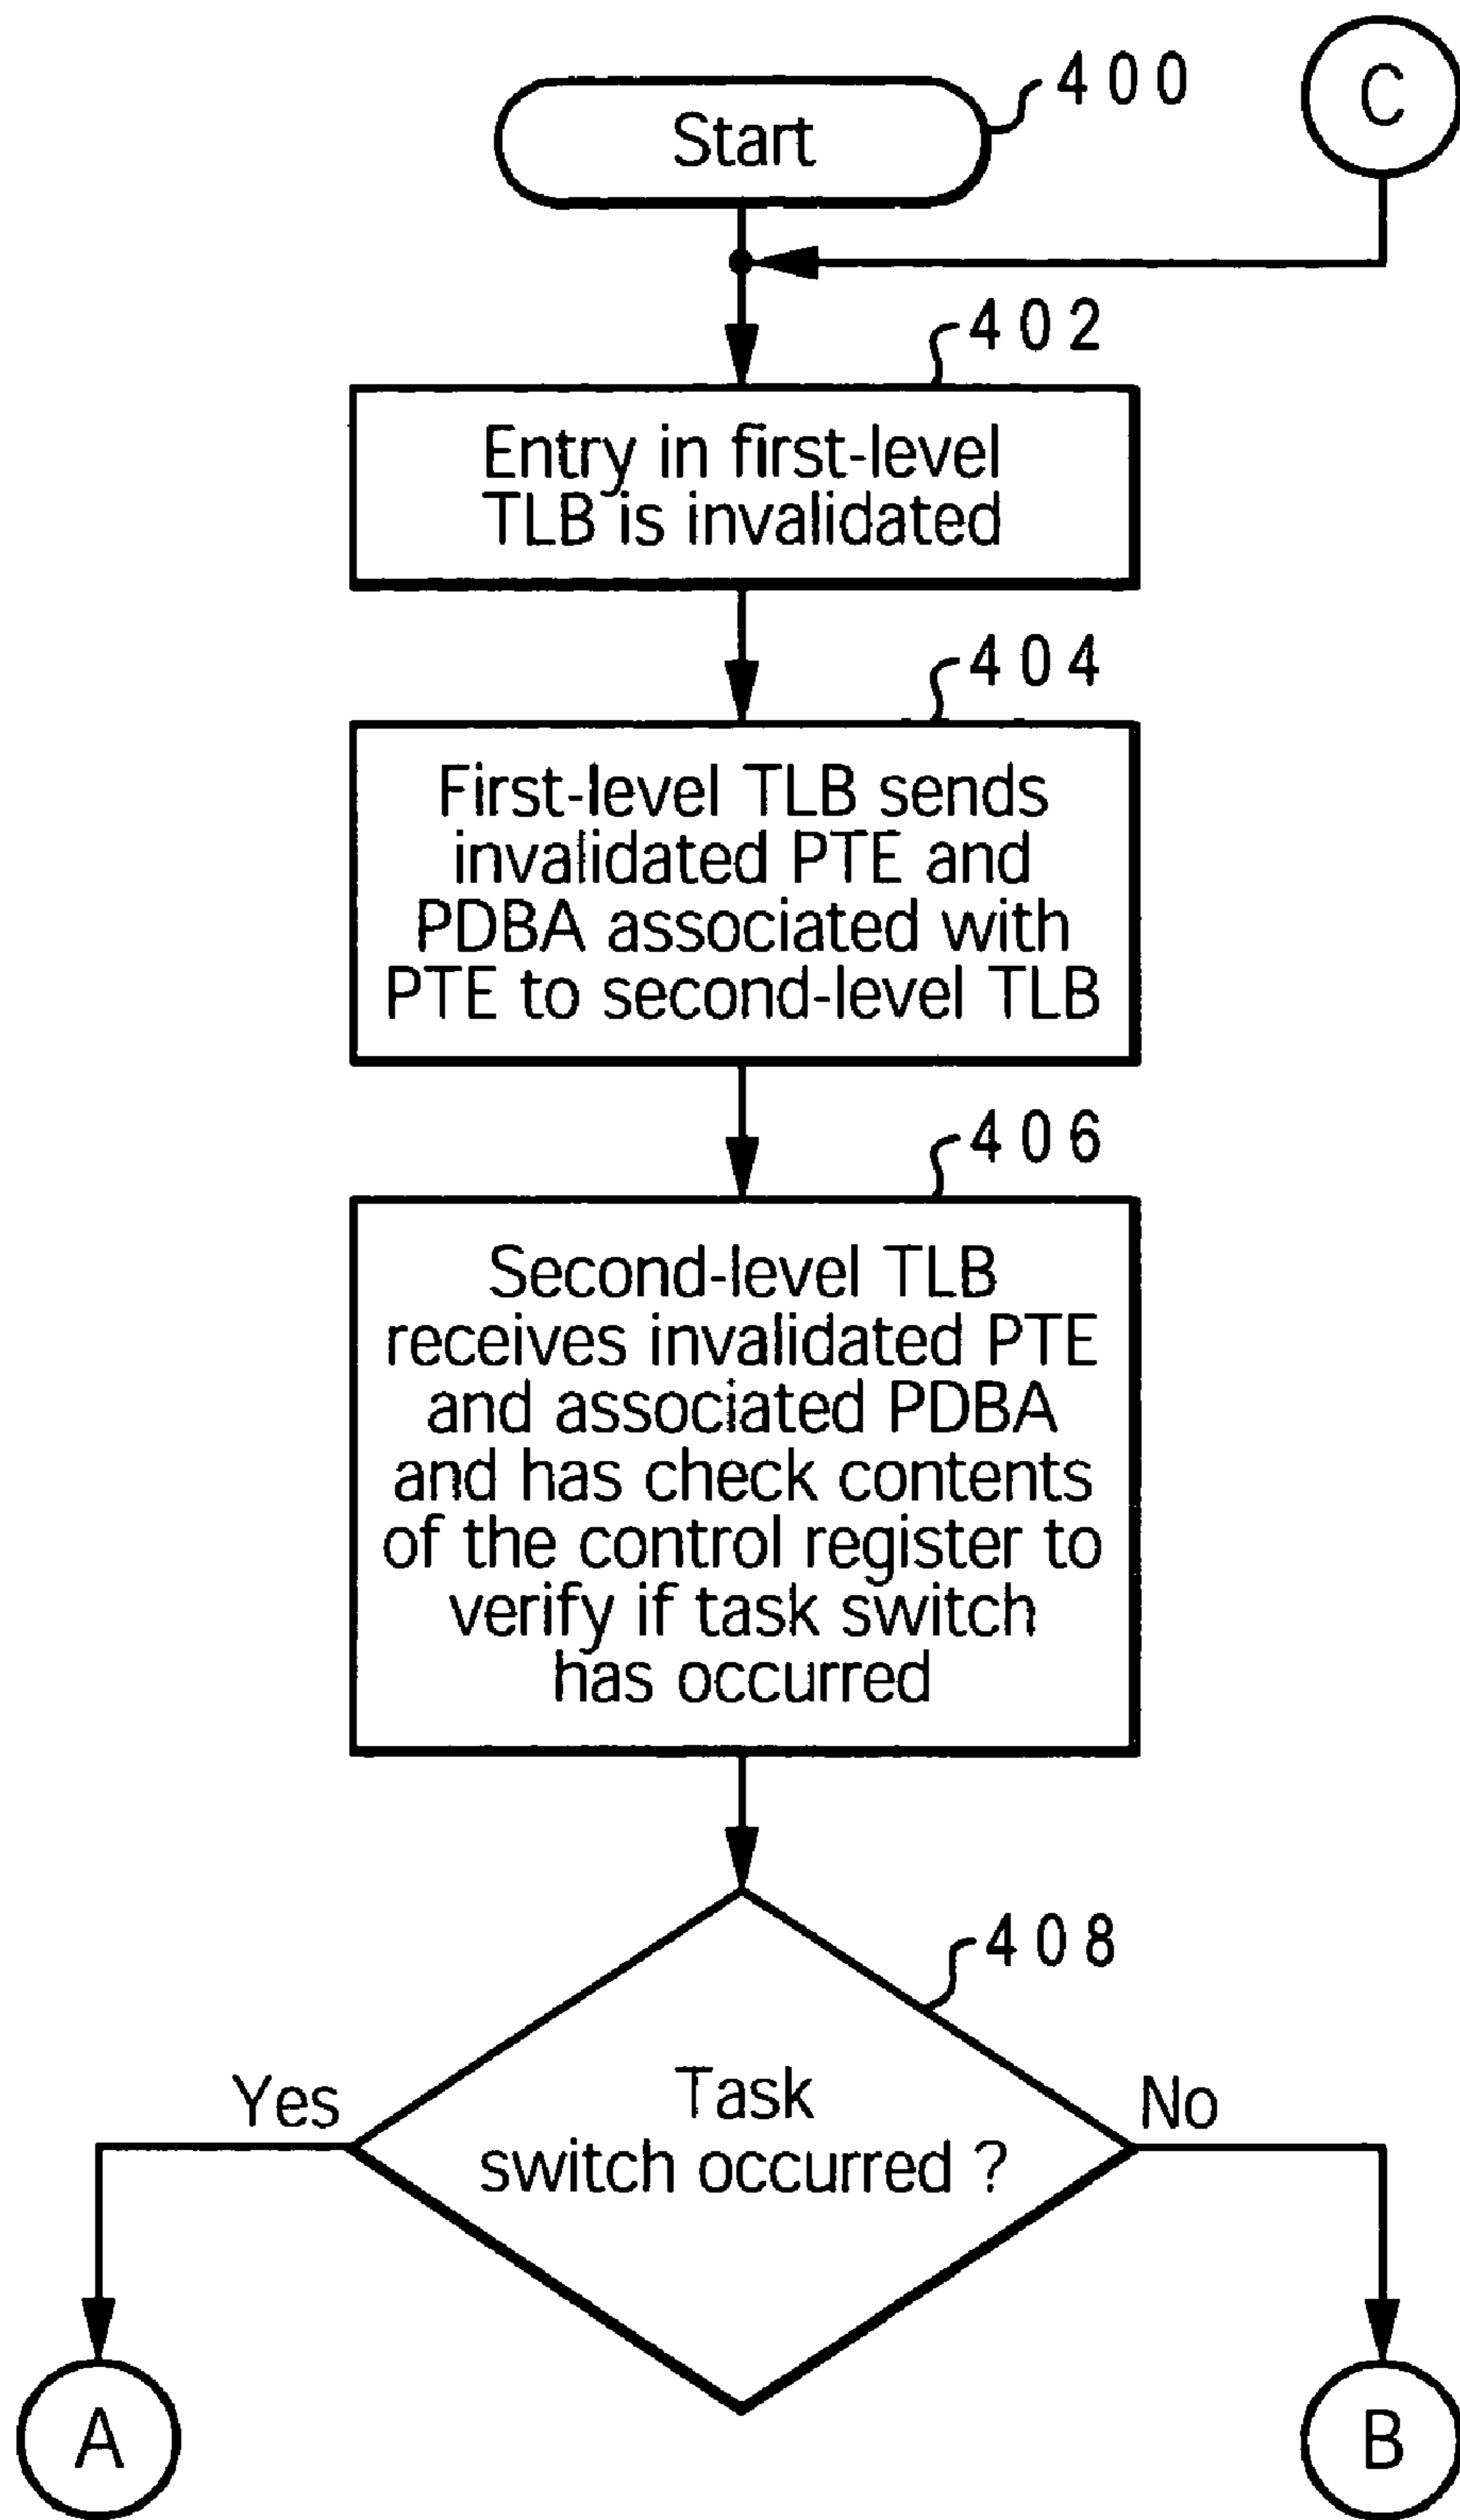 400
C
Start
402
Entry in first-level
TLB is invalidated
404
First-level TLB sends
invalidated PTE and
PDBA associated with
PTE to second-level TLB
406
Second-level TLB
receives invalidated PTE
and associated PDBA
and has check contents
of the control register to
verify if task switch
has occurred
408
Yes
Task
No
switch occurred ?
A
B